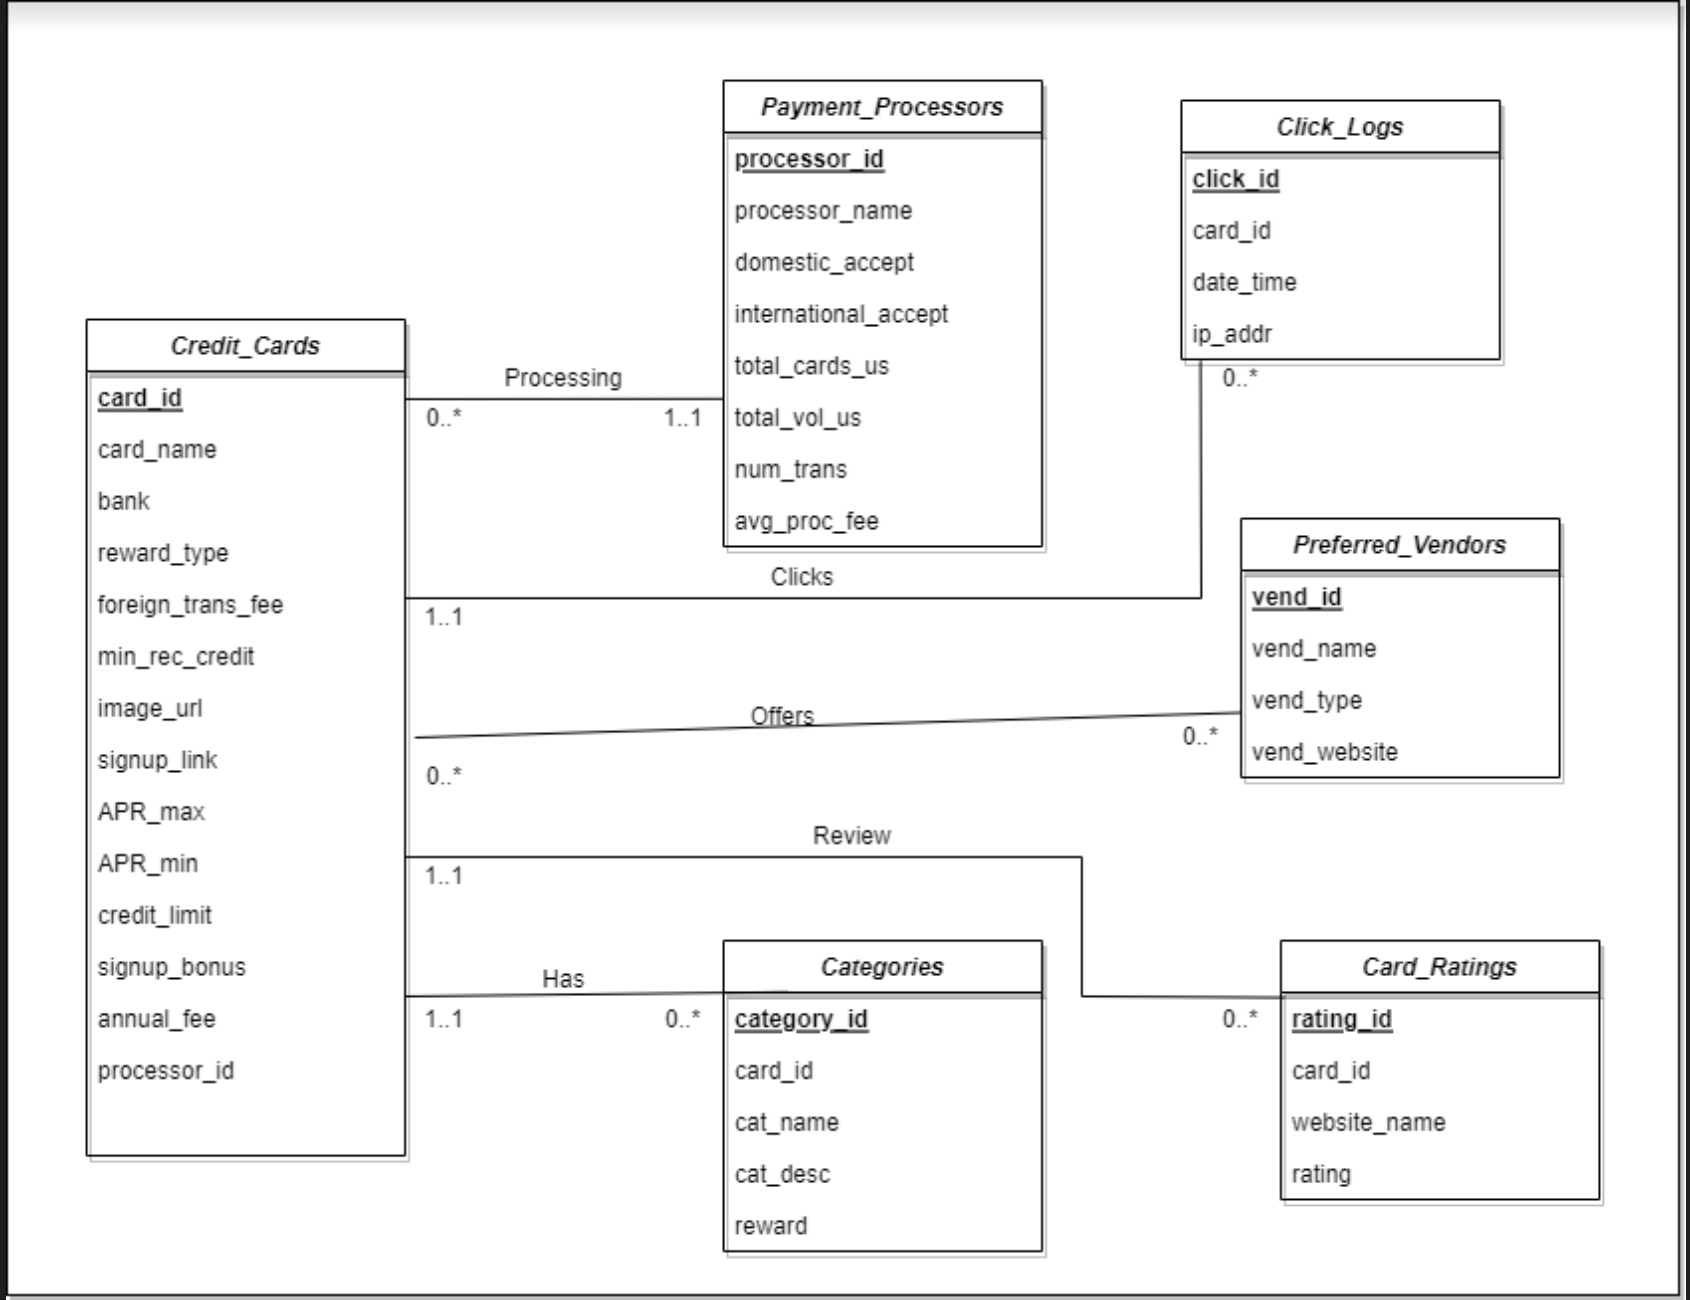 Payment_Processors
processor_id
processor_name
domestic_accept
international_accept
total_cards_us
total_vol_us
num_trans
avg_proc_fee
Click_Logs
click_id
card_id
date_time
ip_addr
0..*
Credit_Cards
card_id
card_name
bank
reward_type
foreign_trans_fee
min_rec_credit
image_url
signup_link
APR_max
APR_min
credit_limit
signup_bonus
annual_fee
processor_id
Processing
0..*
1..1
Clicks
1..1
Preferred_Vendors
vend_id
vend_name
vend_type
vend_website
Offers
0..*
0..*
Review
1..1
0..*
Has
1..1
0..*
Categories
category_id
card_id
cat_name
cat_desc
reward
Card_Ratings
rating_id
card_id
website_name
rating